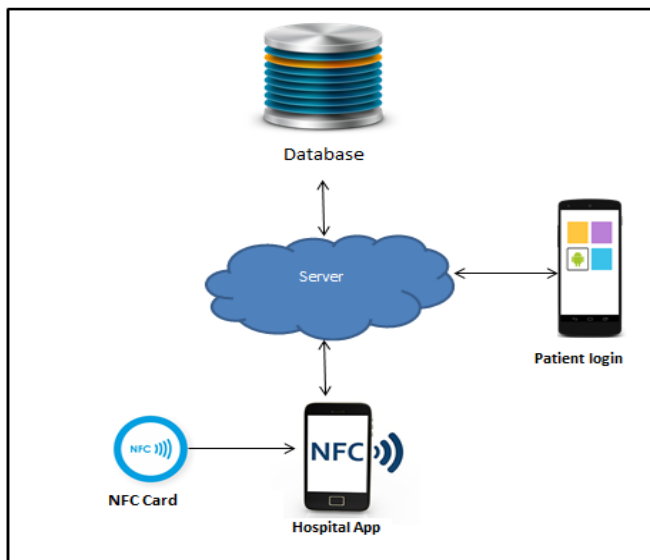 Database
Server
Patient login
NFC
NFC
NFC Card
Hospital App